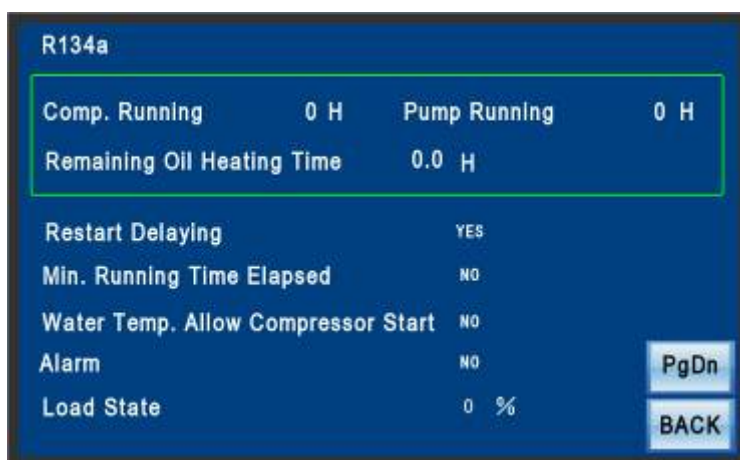 R134a
Comp. Running 0 H Pump Running 0 H
Remaining Oil Heating Time 0.0 H
Restart Delaying YES
Min. Running Time Elapsed NO
Water Temp. Allow Compressor Start NO
Alarm NO
PgDn
Load State 0 %
BACK